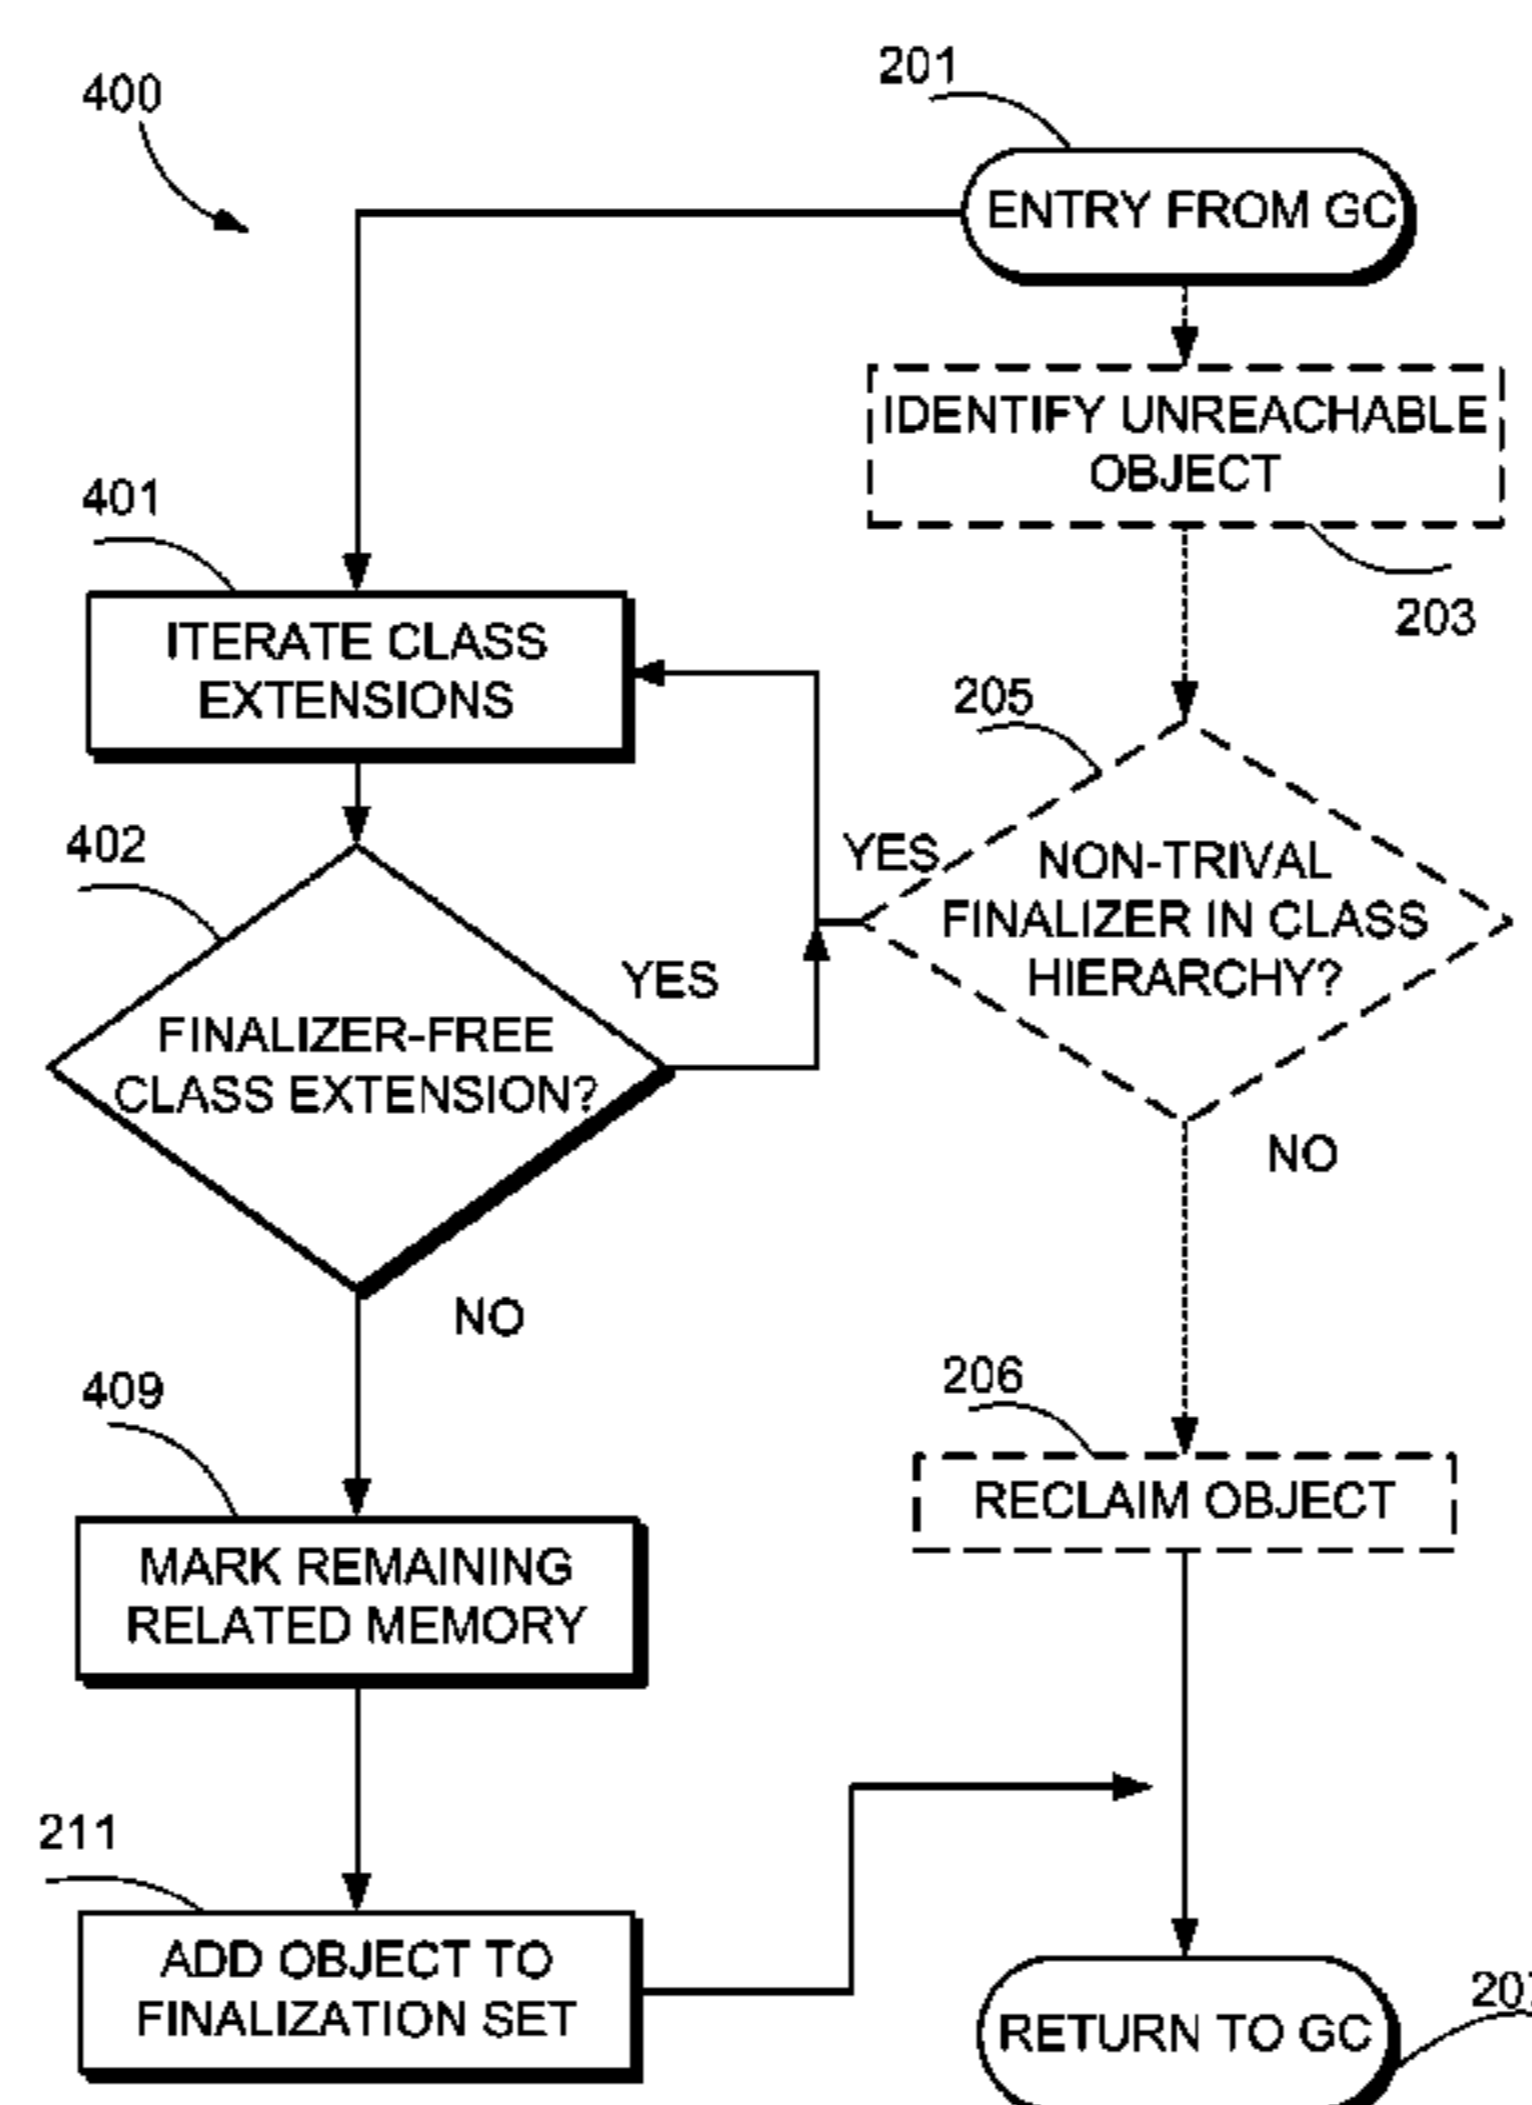 400
201
ENTRY FROM GC
IDENTIFY UNREACHABLE
OBJECT
203
401
ITERATE CLASS
EXTENSIONS
205
YES
NON-TRIVAL
FINALIZER IN CLASS
HIERARCHY?
402
YES
FINALIZER-FREE
CLASS EXTENSION?
NO
NO
409
206
RECLAIM OBJECT
MARK REMAINING
RELATED MEMORY
211
ADD OBJECT TO
FINALIZATION SET
207
RETURN TO GC